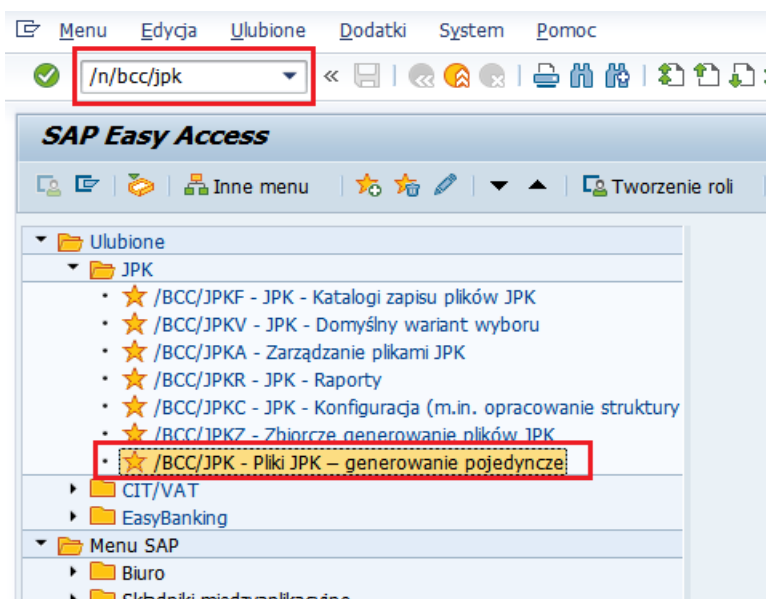 Menu Edycja Ulubione Dodatki System Pomoc
/n/bcc/jpk
SAP Easy Access
Inne menu Tworzenie roli
Ulubione
JPK
/BCC/JPKF - JPK - Katalogi zapisu plików JPK
/BCC/JPKV - JPK - Domyślny wariant wyboru
/BCC/JPKA - Zarządzanie plikami JPK
/BCC/JPKR - JPK - Raporty
/BCC/JPKC - JPK - Konfiguracja (m.in. opracowanie struktury
/BCC/JPKZ - Zbiorcze generowanie plików JPK
/BCC/JPK - Pliki JPK – generowanie pojedyncze
CIT/VAT
EasyBanking
Menu SAP
Biuro
Składniki międzyaplikacyjne